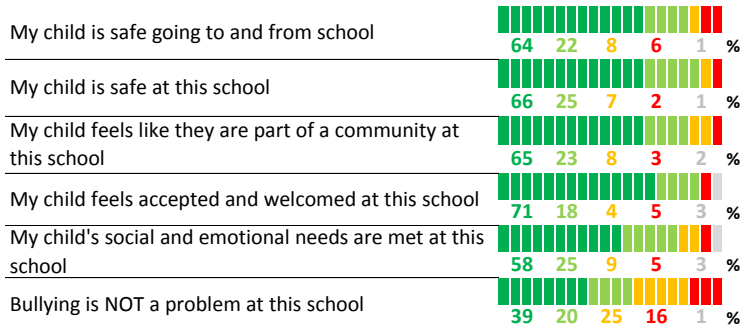 My child is safe going to and from school
64 22 8 6 1 %
My child is safe at this school
66 25 7 2 1 %
My child feels like they are part of a community at
this school
65 23 8 3 2 %
My child feels accepted and welcomed at this school
71 18 4 5 3 %
My child's social and emotional needs are met at this
school
58 25 9 5 3 %
Bullying is NOT a problem at this school
39 20 25 16 1 %